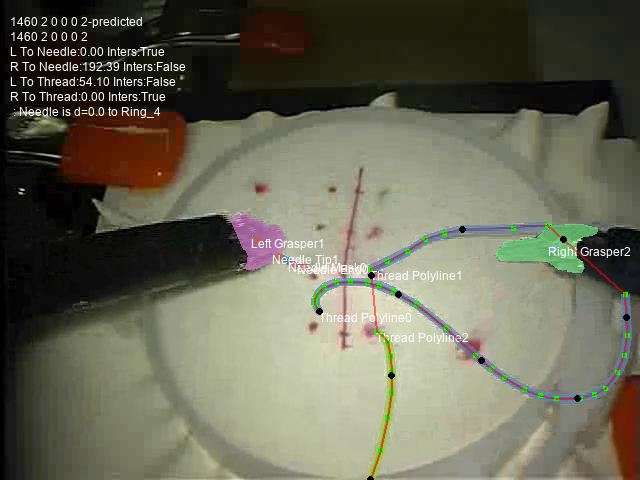 1460 2 0 0 0 2-predicted
1460 2 0 0 0 2
L To Needle:0.00 Inters:True
R To Needle:192.39 Inters:False
L To Thread:54.10 Inters:False
R To Thread:0.00 Inters:True
: Needle is d=0.0 to Ring_4
Left Grasper1
Right Grasper2
Needle Tip1
Thread Polyline1
Thread Polyline0
Thread Polyline2